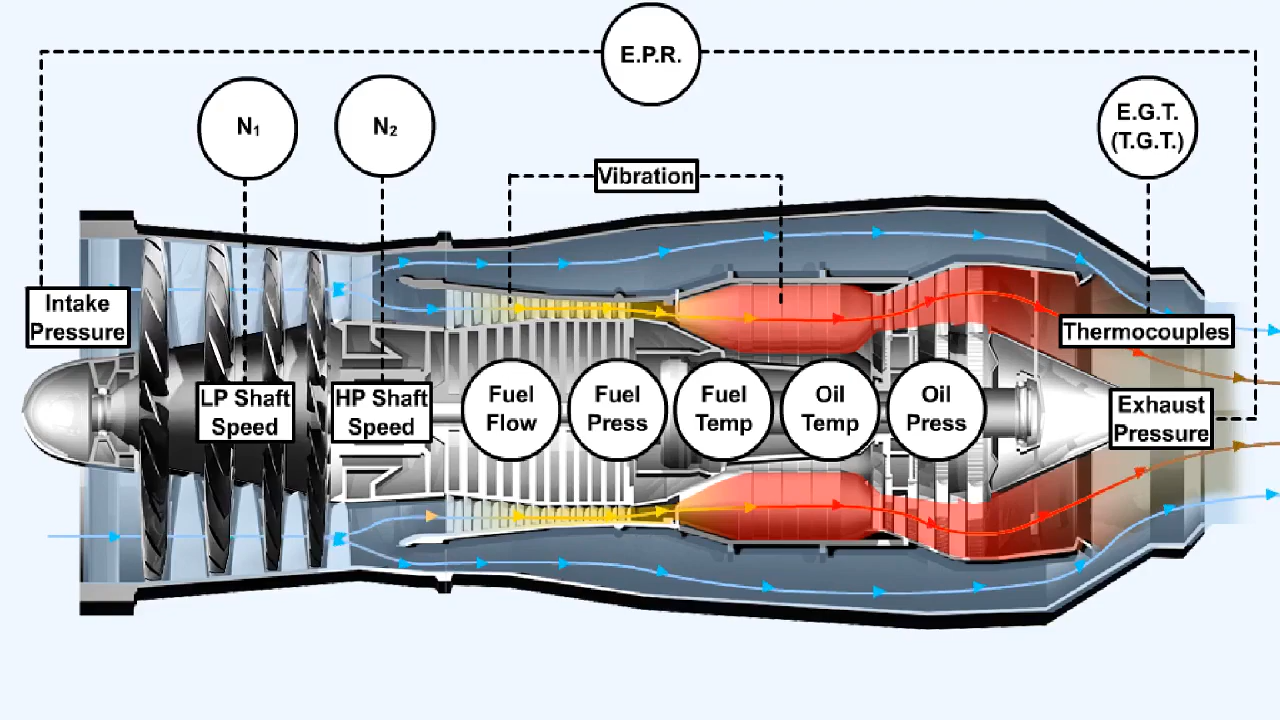 E.P.R.
N₁
N₂
E.G.T.
(T.G.T.)
Vibration
Intake
Pressure
Thermocouples
LP Shaft
Speed
HP Shaft
Speed
Fuel
Flow
Fuel
Press
Fuel
Temp
Oil
Temp
Oil
Press
Exhaust
Pressure